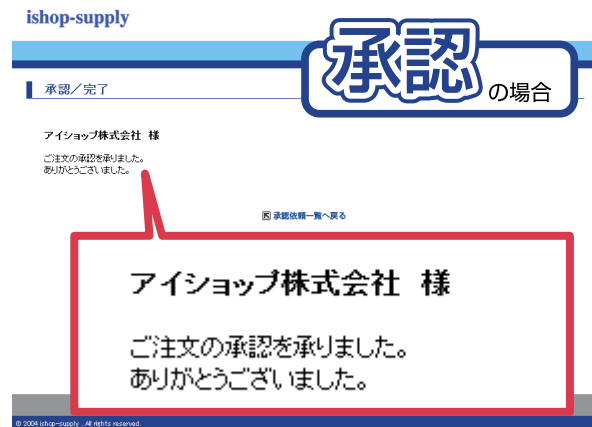 ishop-supply
承認の場合
承認／完了
アイショップ株式会社 様
ご注文の承認を承りました。
ありがとうございました。
承認依頼一覧へ戻る
アイショップ株式会社 様
ご注文の承認を承りました。
ありがとうございました。
© 2004 ishop-supply . All rights reserved.